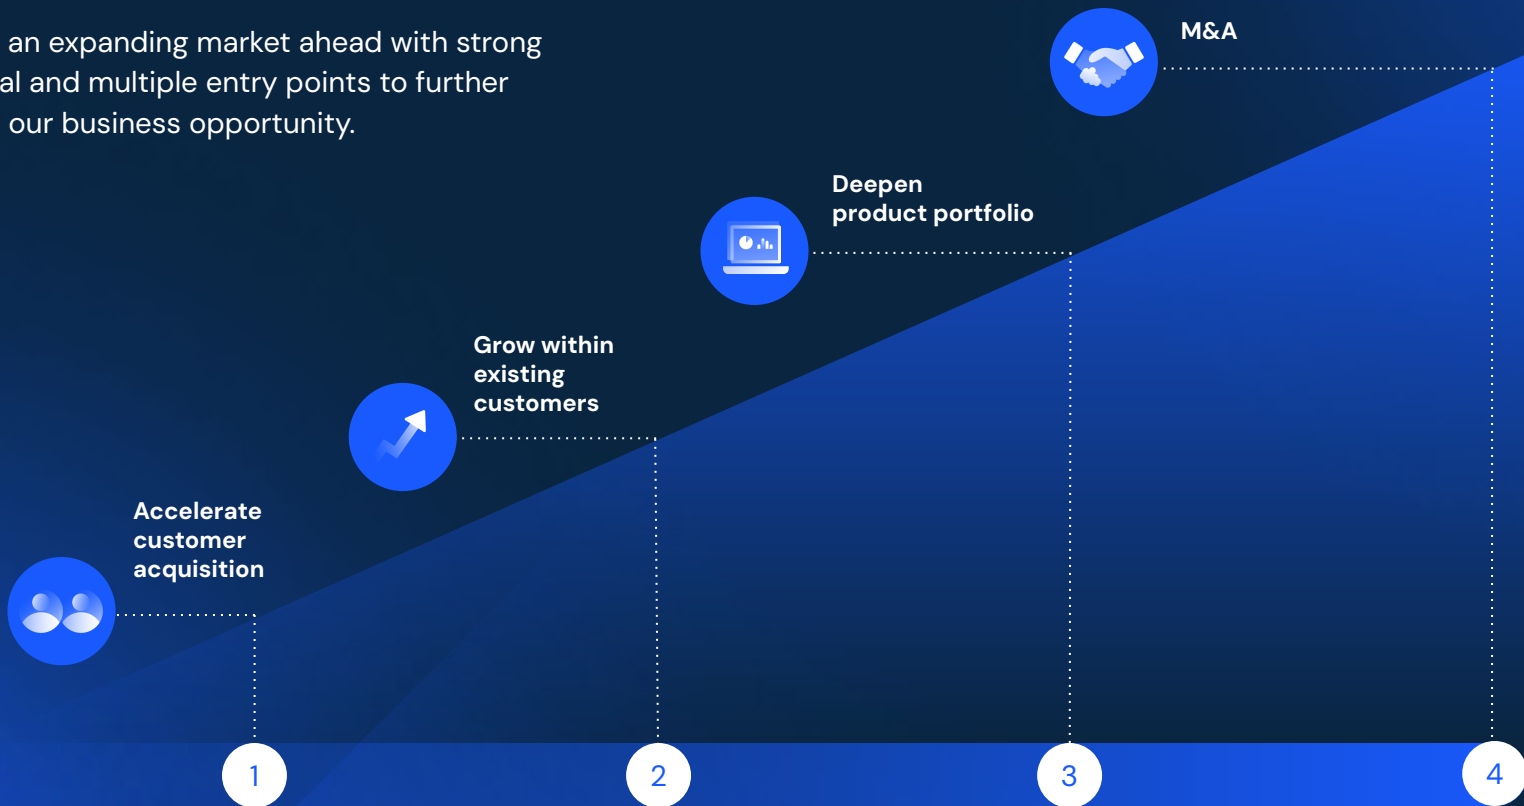 an expanding market ahead with strong
al and multiple entry points to further
our business opportunity.
M&A
Deepen
product portfolio
Grow within
existing
customers
Accelerate
customer
acquisition
1
2
3
4